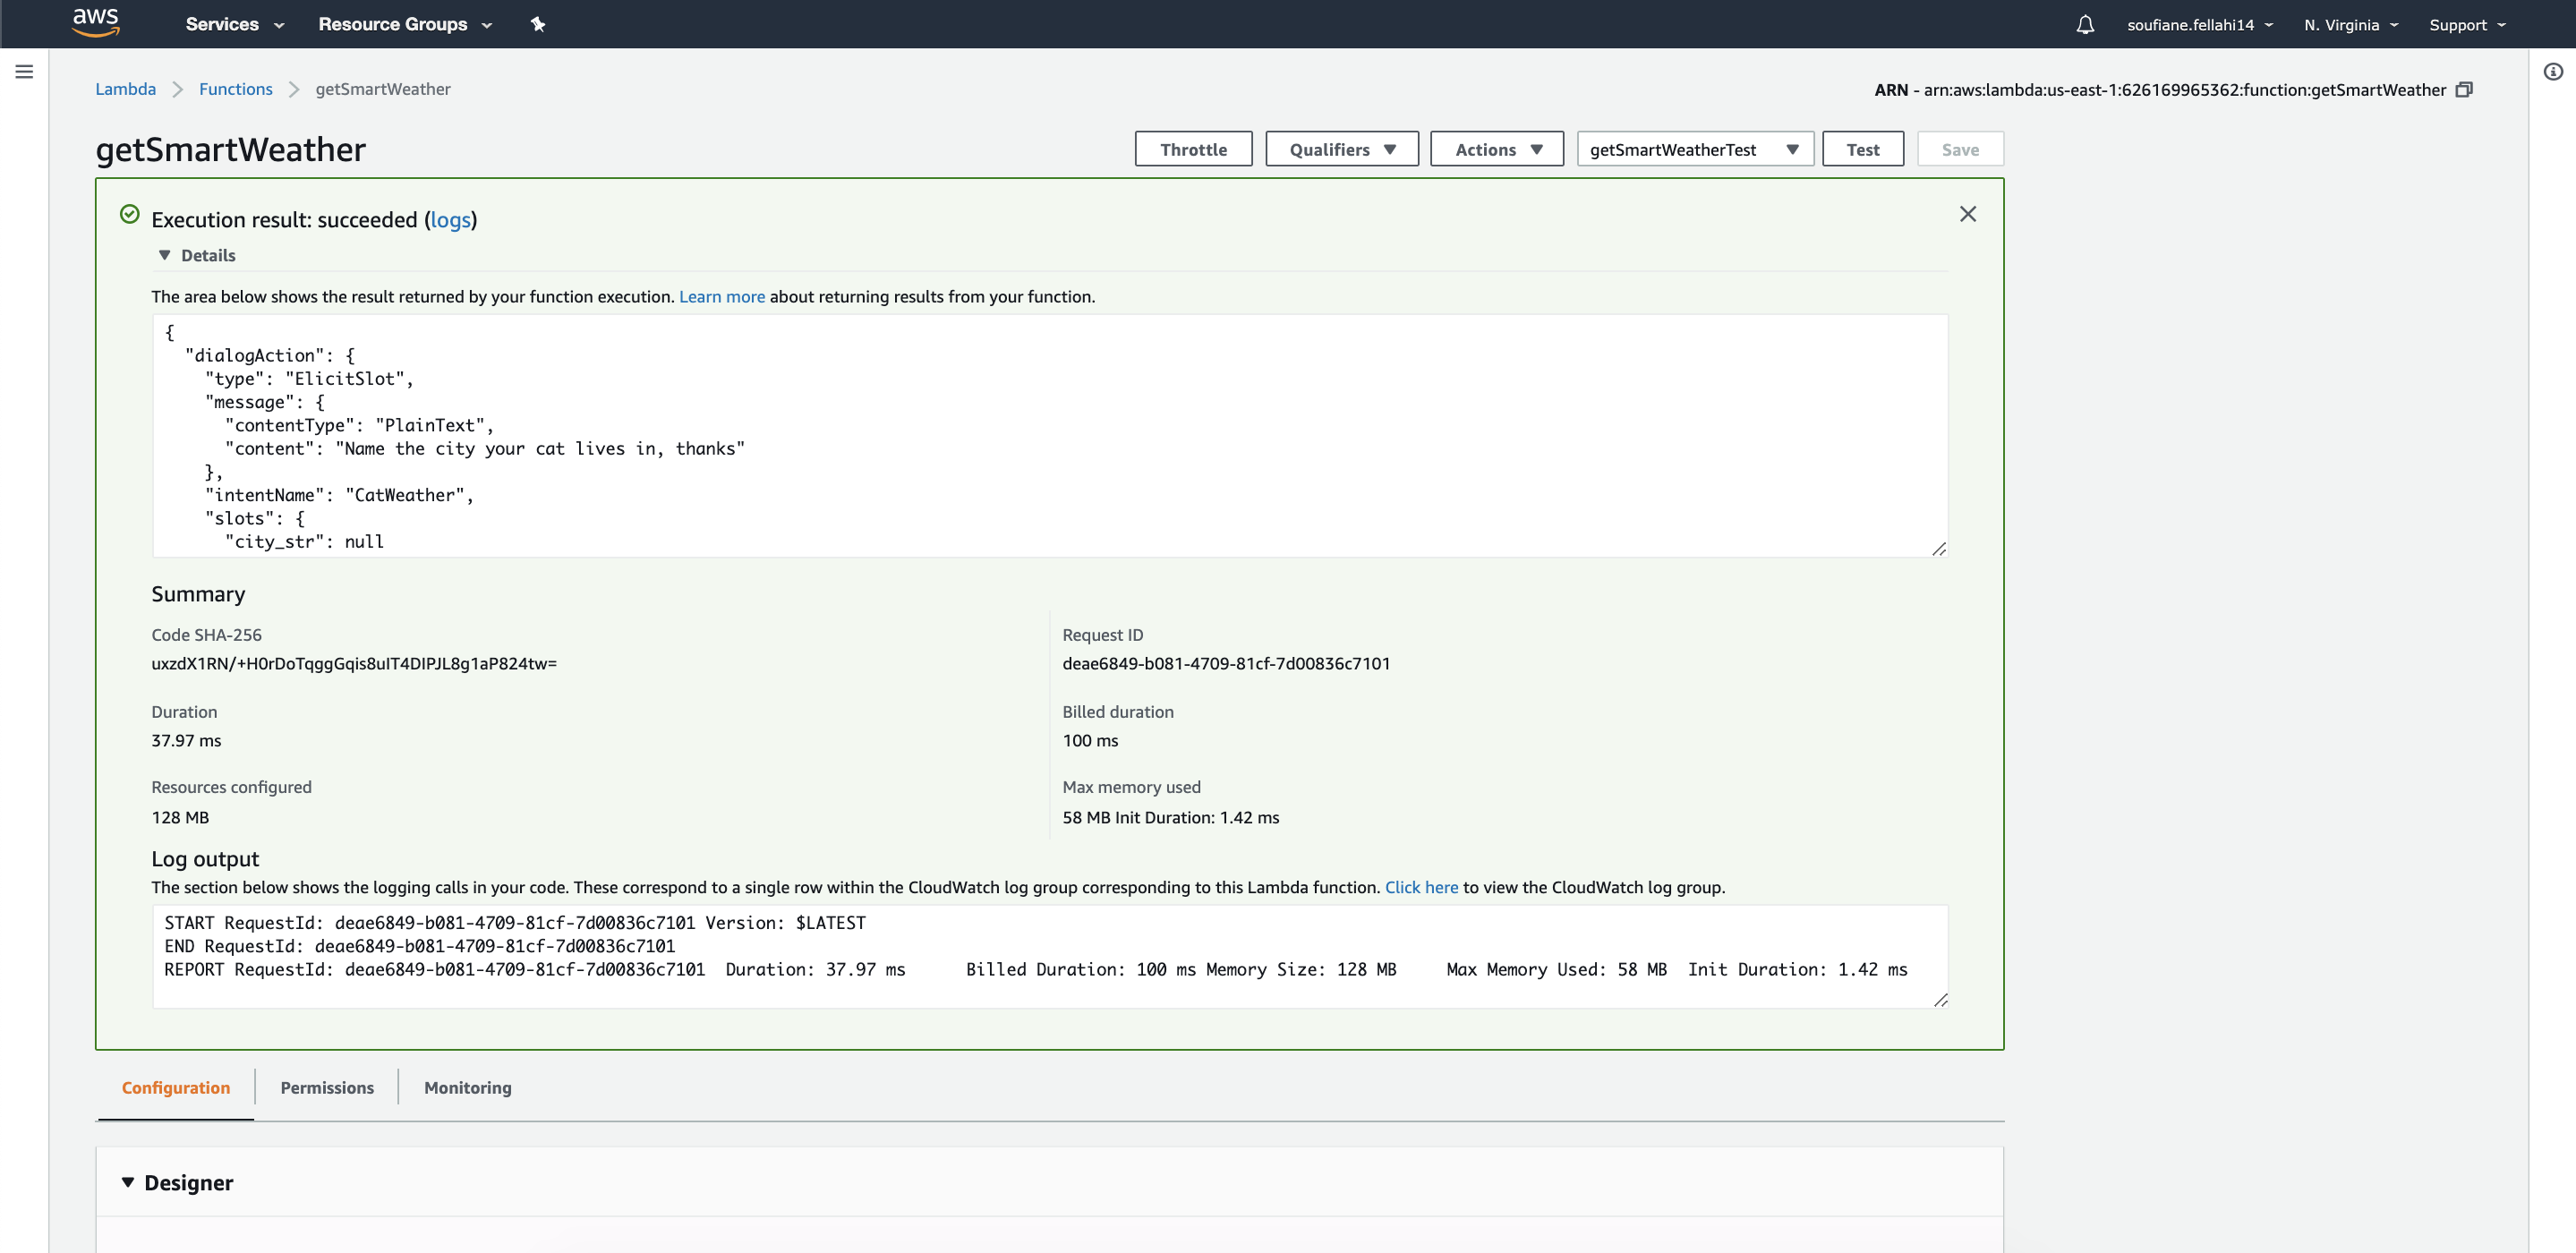 aws Services Resource Groups soufiane.fellahi14 N. Virginia Support
Lambda Functions getSmartWeather ARN - arn:aws:lambda:us-east-1:626169965362:function:getSmartWeather
getSmartWeather Throttle Qualifiers Actions getSmartWeatherTest Test Save
Execution result: succeeded (logs)
Details
The area below shows the result returned by your function execution. Learn more about returning results from your function.
{
"dialogAction": {
"type": "ElicitSlot",
"message": {
"contentType": "PlainText",
"content": "Name the city your cat lives in, thanks"
},
"intentName": "CatWeather",
"slots": {
"city_str": null
Summary
Code SHA-256 Request ID
uxzdX1RN/+H0rDoTqggGqis8uIT4DIPJL8g1aP824tw= deae6849-b081-4709-81cf-7d00836c7101
Duration Billed duration
37.97 ms 100 ms
Resources configured Max memory used
128 MB 58 MB Init Duration: 1.42 ms
Log output
The section below shows the logging calls in your code. These correspond to a single row within the CloudWatch log group corresponding to this Lambda function. Click here to view the CloudWatch log group.
START RequestId: deae6849-b081-4709-81cf-7d00836c7101 Version: $LATEST
END RequestId: deae6849-b081-4709-81cf-7d00836c7101
REPORT RequestId: deae6849-b081-4709-81cf-7d00836c7101 Duration: 37.97 ms Billed Duration: 100 ms Memory Size: 128 MB Max Memory Used: 58 MB Init Duration: 1.42 ms
Configuration Permissions Monitoring
Designer